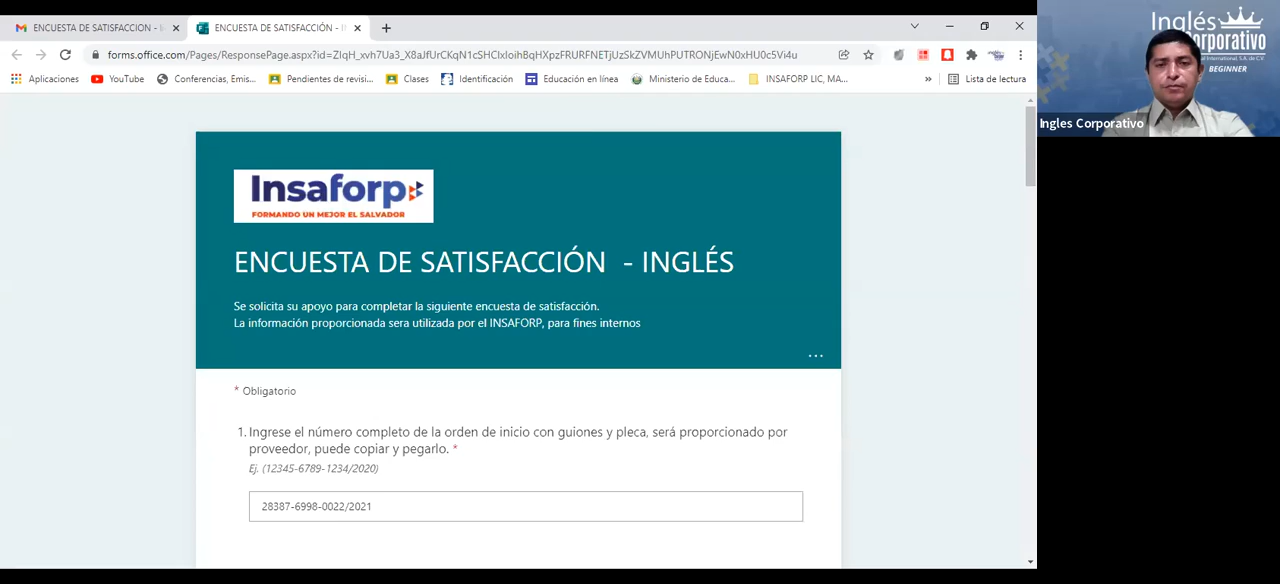 ENCUESTA DE SATISFACCION -
ENCUESTA DE SATISFACCIÓN - I
forms.office.com/Pages/ResponsePage.aspx?id=ZIqH_xvh7Ua3_X8aJfUrCKqN1cSHCIxIoihBqHXpzFRURFNETjUzSkZVMUhPUTRONjEwN0xHU0c5Vi4u
Aplicaciones
YouTube
Conferencias, Emis...
Pendientes de revisi...
Clases
Identificación
Educación en línea
Ministerio de Educa...
INSAFORP LIC, MA...
»
Lista de lectura
Insaforp
FORMANDO UN MEJOR EL SALVADOR
ENCUESTA DE SATISFACCIÓN - INGLÉS
Se solicita su apoyo para completar la siguiente encuesta de satisfacción.
La información proporcionada sera utilizada por el INSAFORP, para fines internos
...
* Obligatorio
1. Ingrese el número completo de la orden de inicio con guiones y pleca, será proporcionado por
proveedor, puede copiar y pegarlo. *
Ej. (12345-6789-1234/2020)
28387-6998-0022/2021
Inglés
Corporativo
International, S.A. de C.V.
BEGINNER
Ingles Corporativo